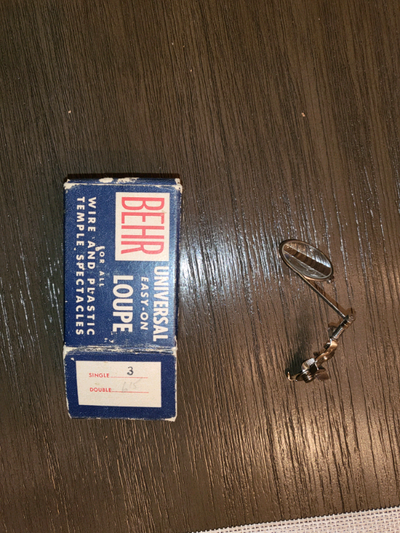 BEHR
UNIVERSAL
EASY-ON
LOUPE
FOR ALL
WIRE AND PLASTIC
TEMPLE SPECTACLES
SINGLE 3
DOUBLE